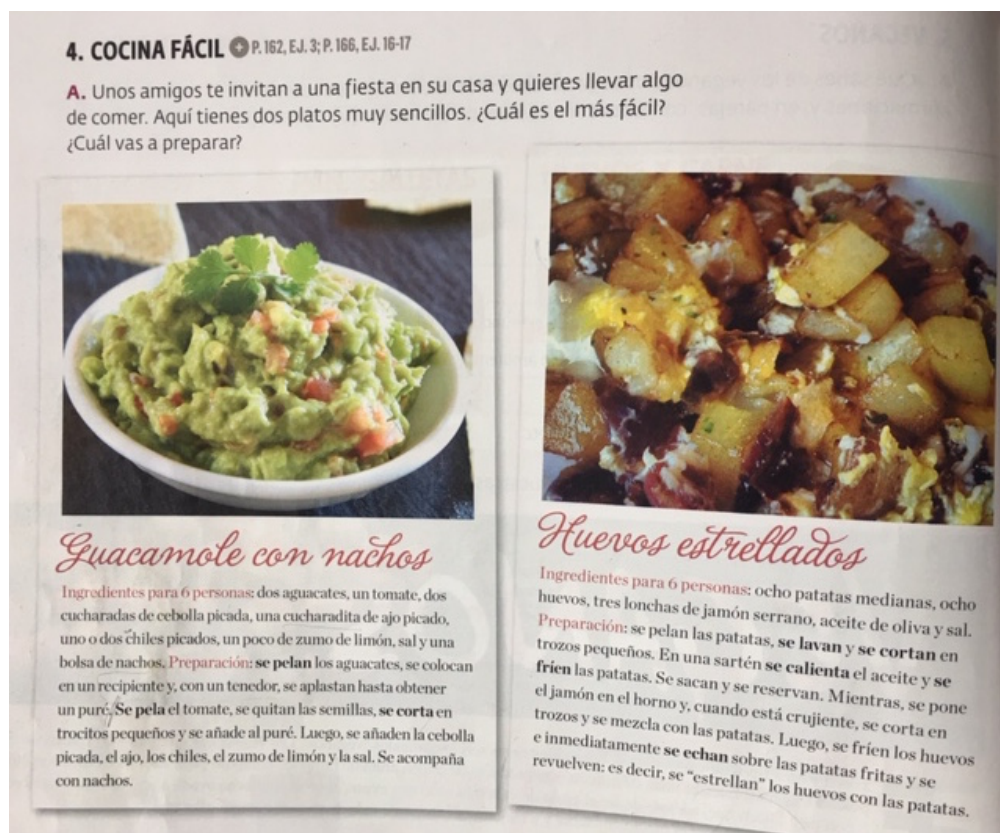 4. COCINA FÁCIL + P. 162, EJ. 3; P. 166, EJ. 16-17
A. Unos amigos te invitan a una fiesta en su casa y quieres llevar algo
de comer. Aquí tienes dos platos muy sencillos. ¿Cuál es el más fácil?
¿Cuál vas a preparar?
Guacamole con nachos
Ingredientes para 6 personas: dos aguacates, un tomate, dos
cucharadas de cebolla picada, una cucharadita de ajo picado,
uno o dos chiles picados, un poco de zumo de limón, sal y una
bolsa de nachos. Preparación: se pelan los aguacates, se colocan
en un recipiente y, con un tenedor, se aplastan hasta obtener
un puré. Se pela el tomate, se quitan las semillas, se corta en
trocitos pequeños y se añade al puré. Luego, se añaden la cebolla
picada, el ajo, los chiles, el zumo de limón y la sal. Se acompaña
con nachos.
Huevos estrellados
Ingredientes para 6 personas: ocho patatas medianas, ocho
huevos, tres lonchas de jamón serrano, aceite de oliva y sal.
Preparación: se pelan las patatas, se lavan y se cortan en
trozos pequeños. En una sartén se calienta el aceite y se
fríen las patatas. Se sacan y se reservan. Mientras, se pone
el jamón en el horno y, cuando está crujiente, se corta en
trozos y se mezcla con las patatas. Luego, se fríen los huevos
e inmediatamente se echan sobre las patatas fritas y se
revuelven: es decir, se "estrellan" los huevos con las patatas.